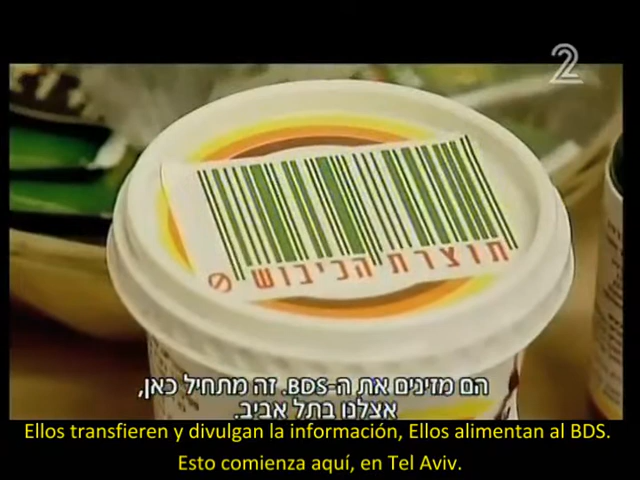 2
תוצרת הכיבוש
הם מזינים את ה-BDS. זה מתחיל כאן,
אצלנו בתל אביב.
Ellos transfieren y divulgan la información, Ellos alimentan al BDS.
Esto comienza aquí, en Tel Aviv.